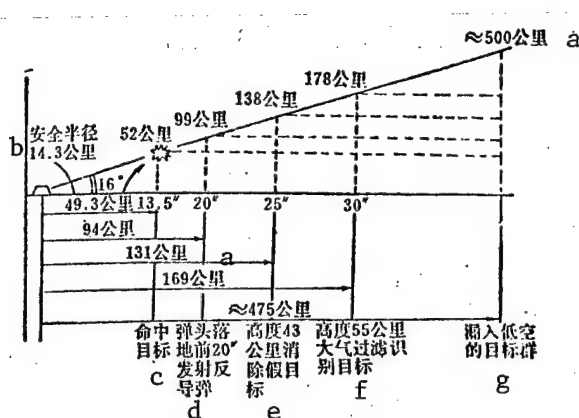 ≈500公里 a
178公里
138公里
99公里
52公里
b
安全半径
14.3公里
16°
49.3公里 13.5″ 20″ 25″ 30″
94公里
131公里 a
169公里
≈475公里
命中
目标
c
弹头落
地前20″
发射反
导弹
d
高度43
公里消
除假目
标
e
高度55公里
大气过滤识
别目标
f
漏入低空
的目标群
g